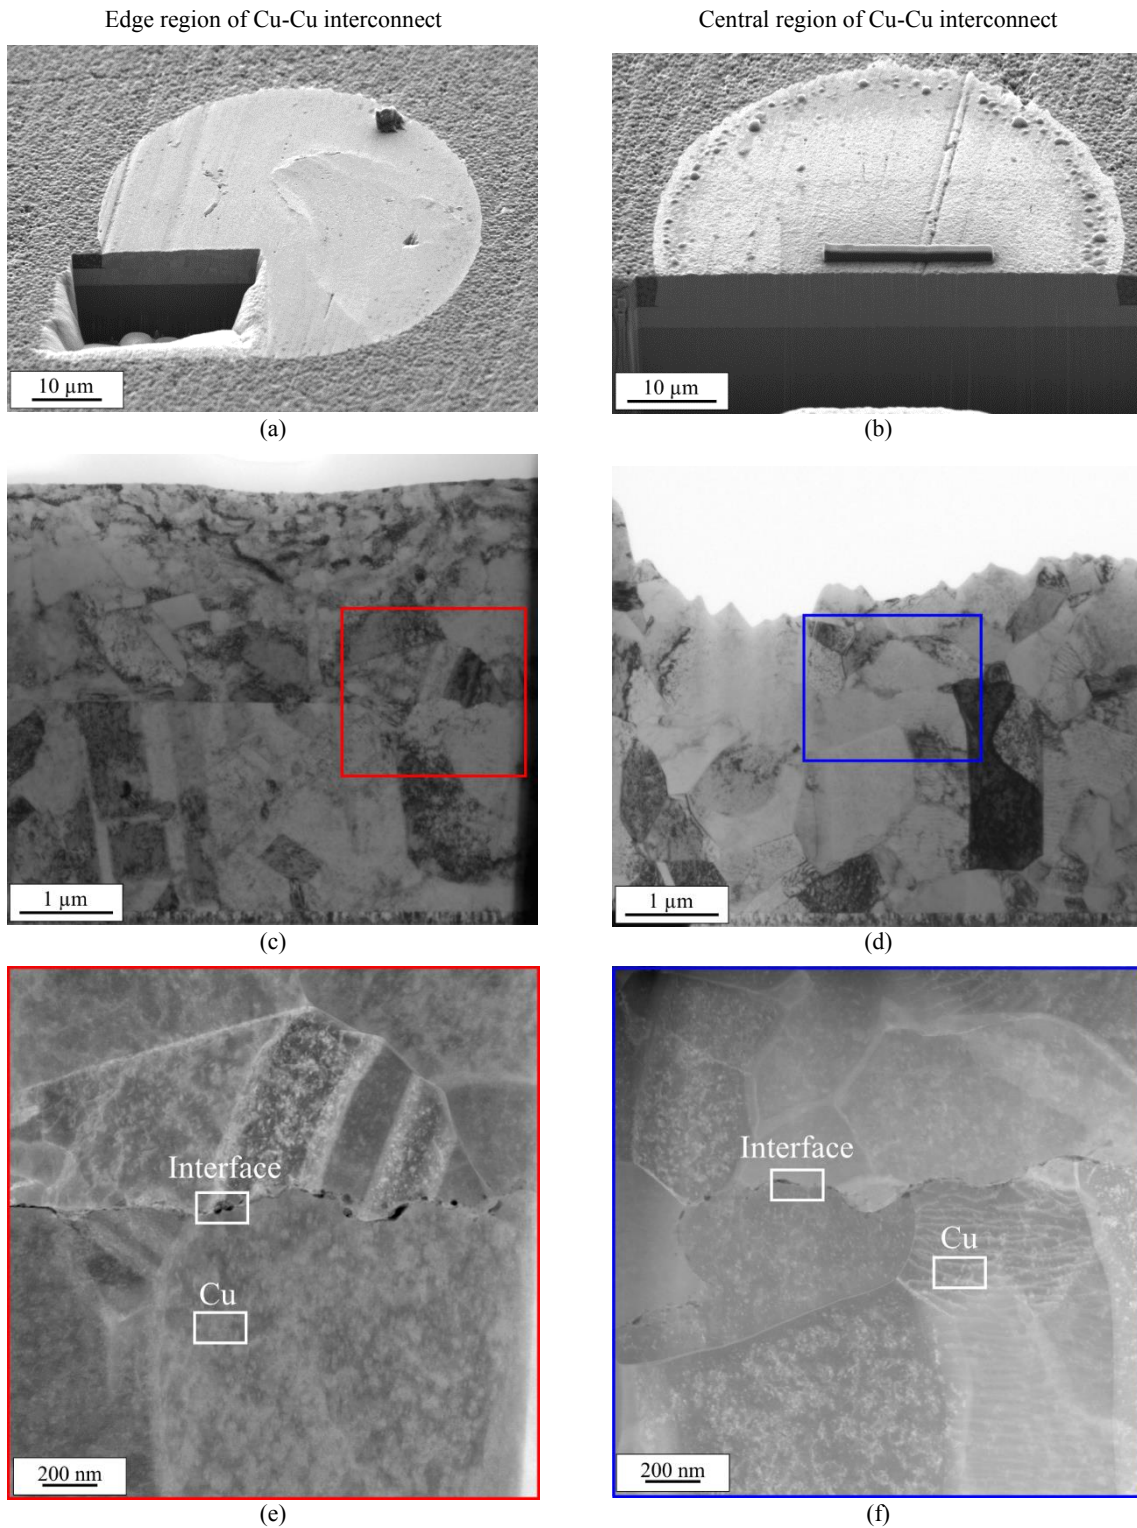 Edge region of Cu-Cu interconnect
Central region of Cu-Cu interconnect
10 µm
10 µm
(a)
(b)
1 µm
1 µm
(c)
(d)
Interface
Cu
200 nm
Interface
Cu
200 nm
(e)
(f)